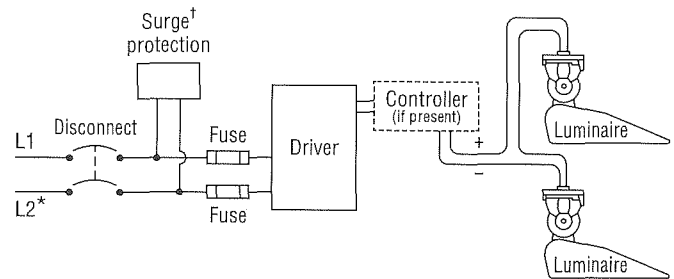 Surge†
protection
Disconnect
L1
L2*
Fuse
Fuse
Driver
Controller
(if present)
+
−
Luminaire
Luminaire